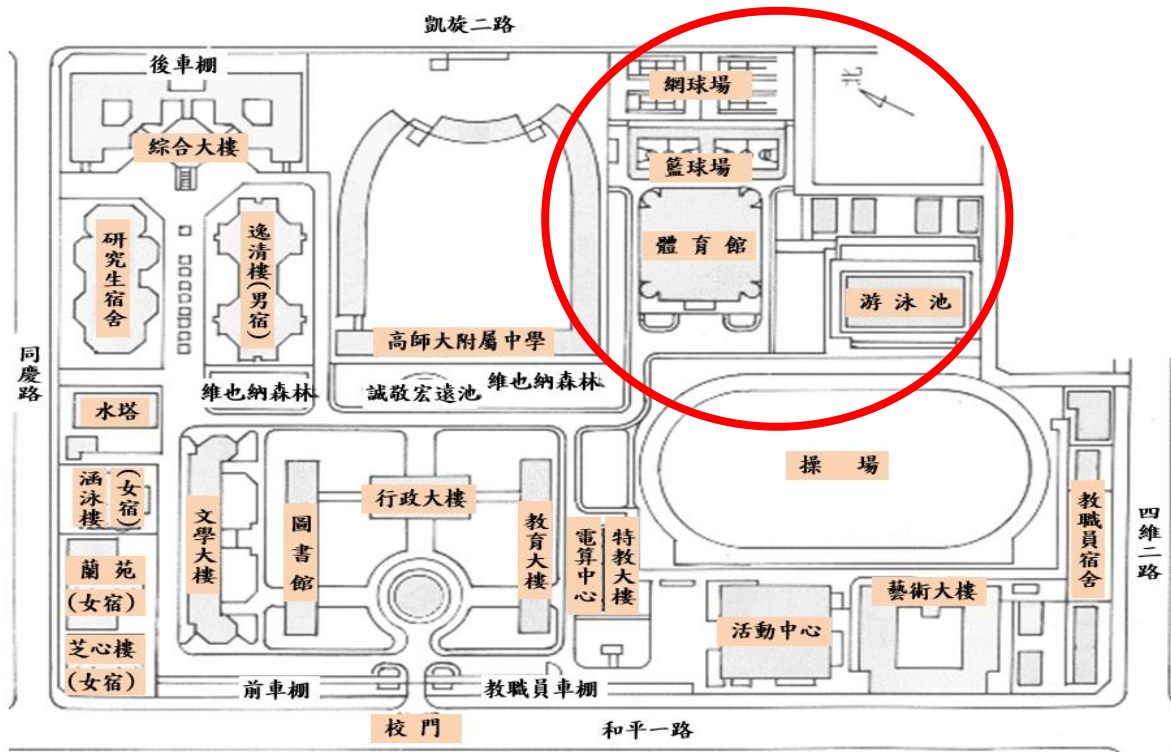 凱旋二路
後車棚
網球場
北
綜合大樓
籃球場
研究生宿舍
逸清樓(男宿)
體育館
游泳池
高師大附屬中學
同慶路
維也納森林
誠敬宏遠池
維也納森林
水塔
操場
涵泳樓
(女宿)
文學大樓
圖書館
行政大樓
教育大樓
電算中心
特教大樓
教職員宿舍
四維二路
蘭苑
(女宿)
藝術大樓
活動中心
芝心樓
(女宿)
前車棚
教職員車棚
校門
和平一路